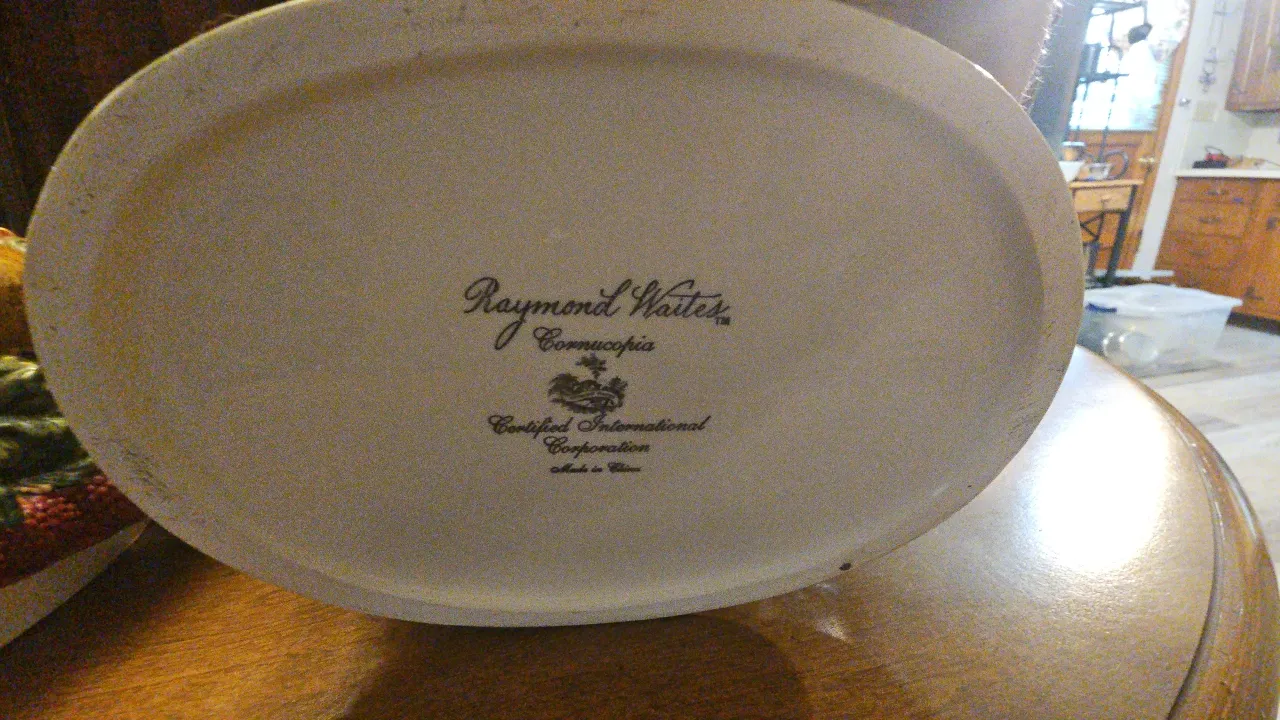 Raymond Waites™
Cornucopia
Certified International
Corporation
Made in China